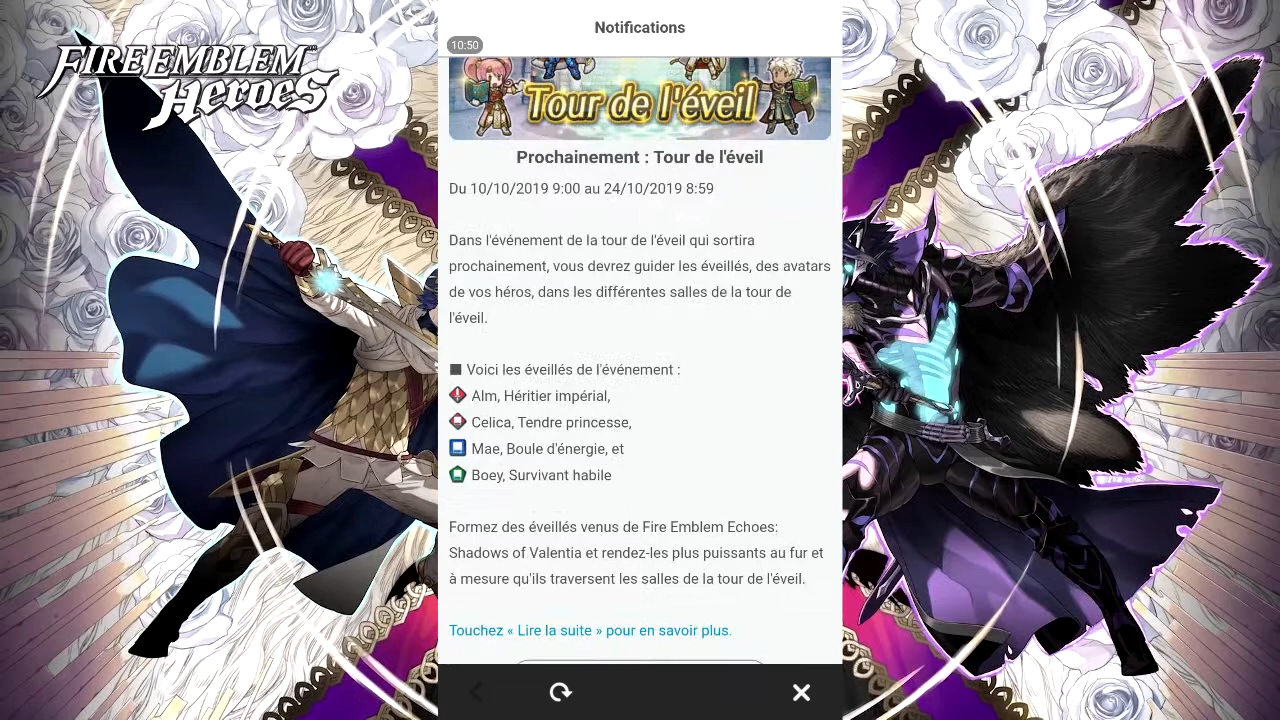 FIRE EMBLEM
Heroes
Notifications
10:50
Tour de l'éveil
Prochainement : Tour de l'éveil
Du 10/10/2019 9:00 au 24/10/2019 8:59
Dans l'événement de la tour de l'éveil qui sortira
prochainement, vous devrez guider les éveillés, des avatars
de vos héros, dans les différentes salles de la tour de
l'éveil.
■ Voici les éveillés de l'événement :
Alm, Héritier impérial,
Celica, Tendre princesse,
Mae, Boule d'énergie, et
Boey, Survivant habile
Formez des éveillés venus de Fire Emblem Echoes:
Shadows of Valentia et rendez-les plus puissants au fur et
à mesure qu'ils traversent les salles de la tour de l'éveil.
Touchez « Lire la suite » pour en savoir plus.